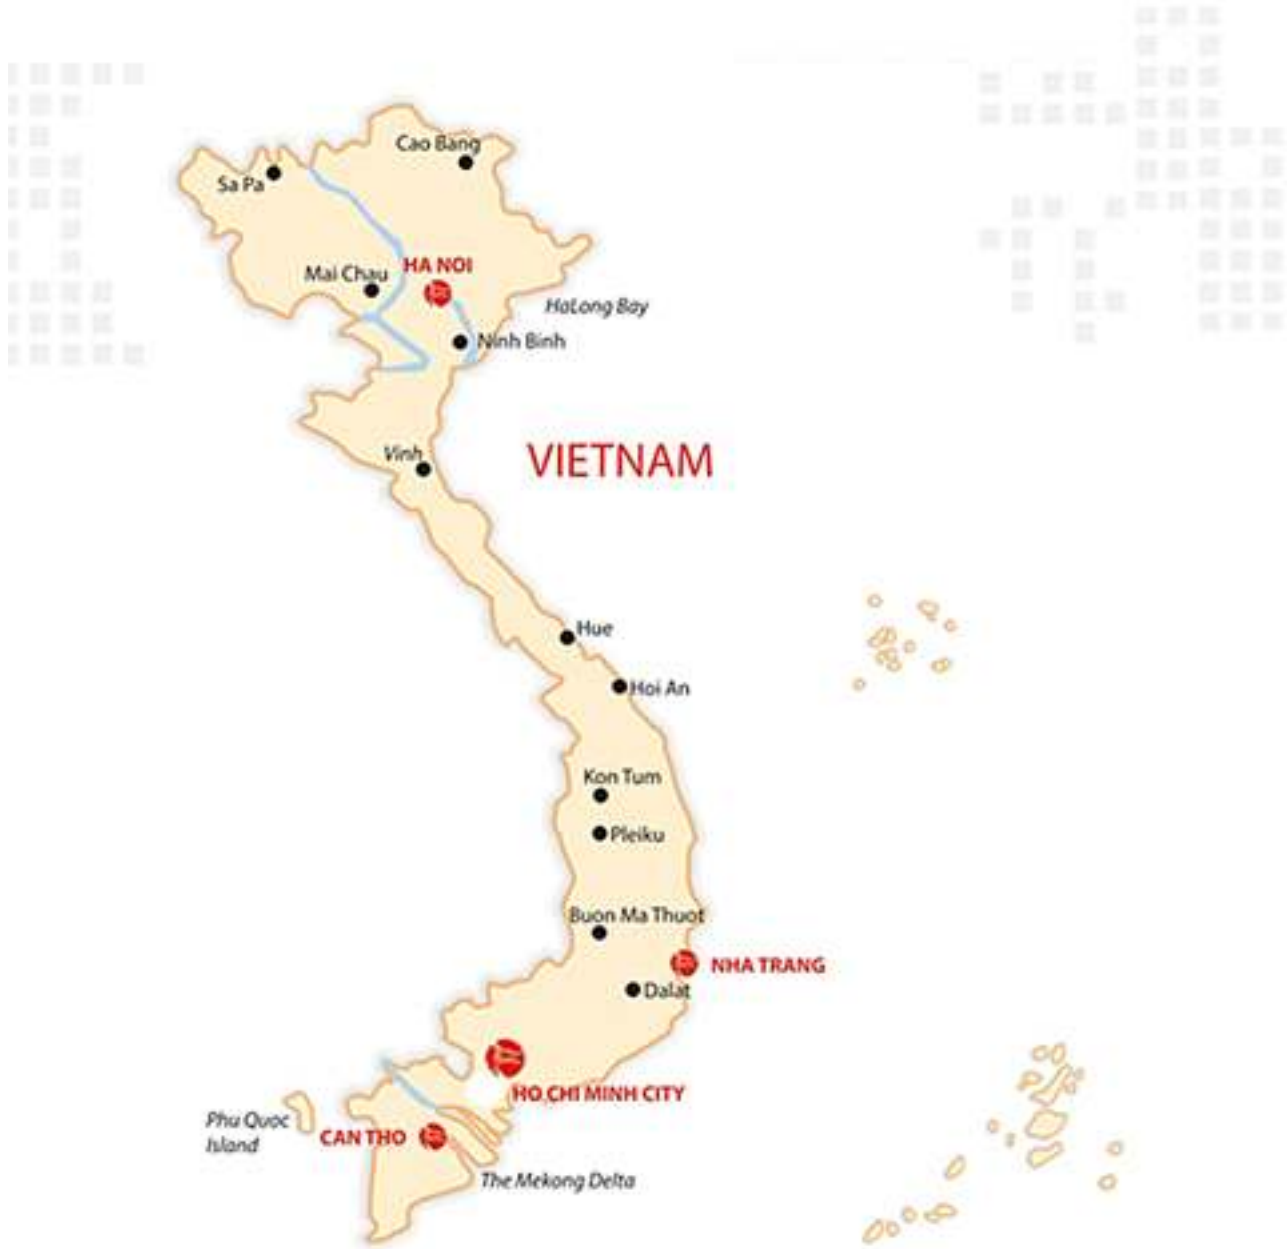 Cao Bang
Sa Pa
HA NOI
Mai Chau
HaLong Bay
Ninh Binh
Vinh
VIETNAM
Hue
Hoi An
Kon Tum
Pleiku
Buon Ma Thuot
NHA TRANG
Dalat
HO CHI MINH CITY
Phu Quoc
Island
CAN THO
The Mekong Delta